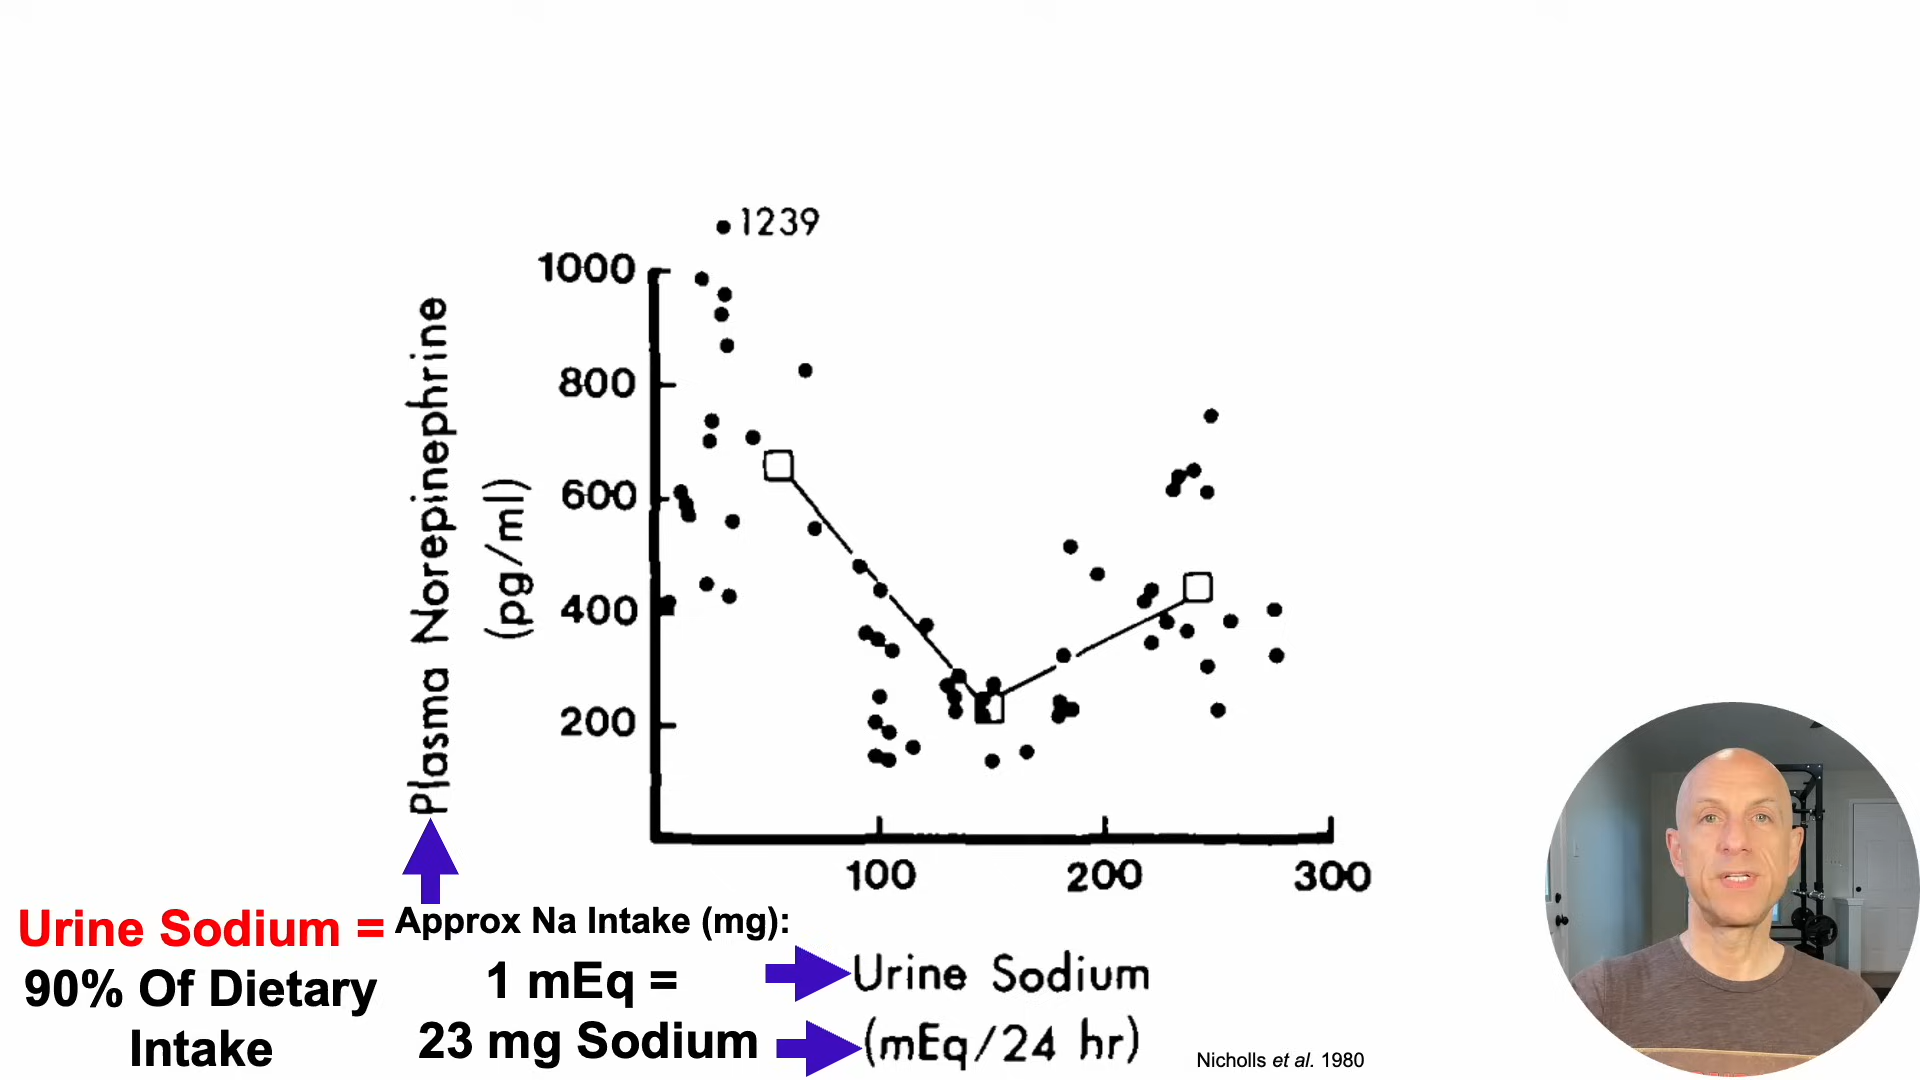 1239
1000
800
600
400
200
Plasma Norepinephrine
(pg/ml)
100
200
300
Urine Sodium =
90% Of Dietary
Intake
Approx Na Intake (mg):
1 mEq =
23 mg Sodium
Urine Sodium
(mEq/24 hr)
Nicholls et al. 1980